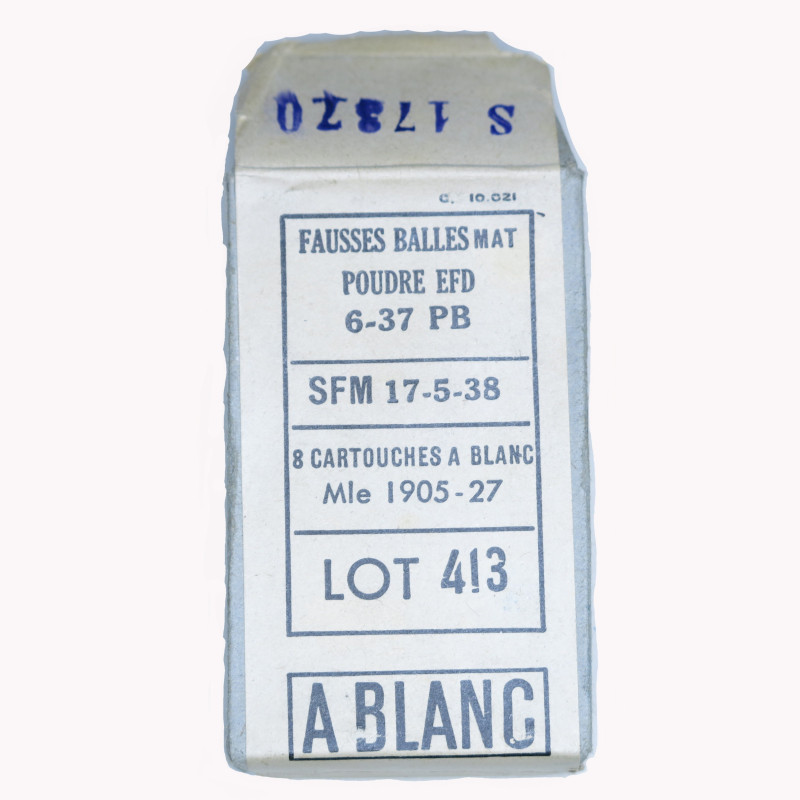 S 17370
C. 10.021
FAUSSES BALLES MAT
POUDRE EFD
6-37 PB
SFM 17-5-38
8 CARTOUCHES A BLANC
Mle 1905-27
LOT 413
A BLANC